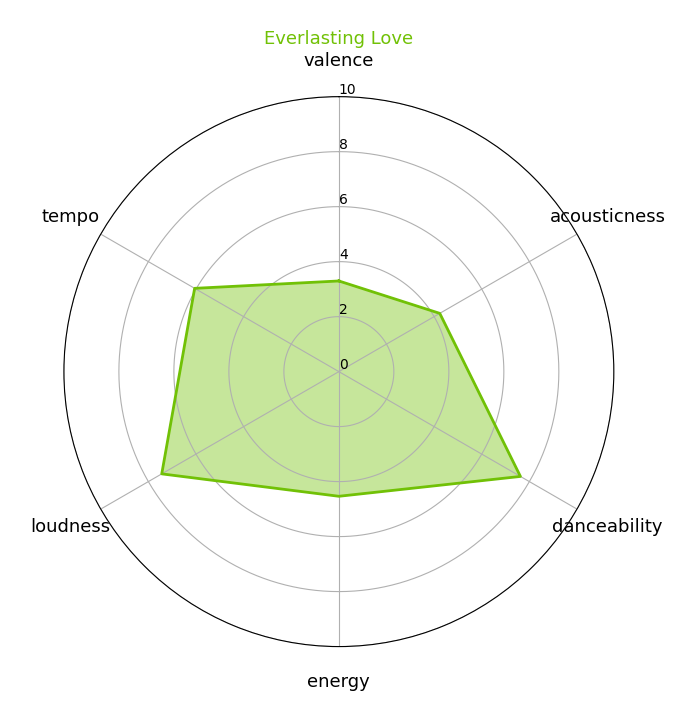 Everlasting Love
valence
10
8
6
4
2
0
tempo
acousticness
loudness
danceability
energy